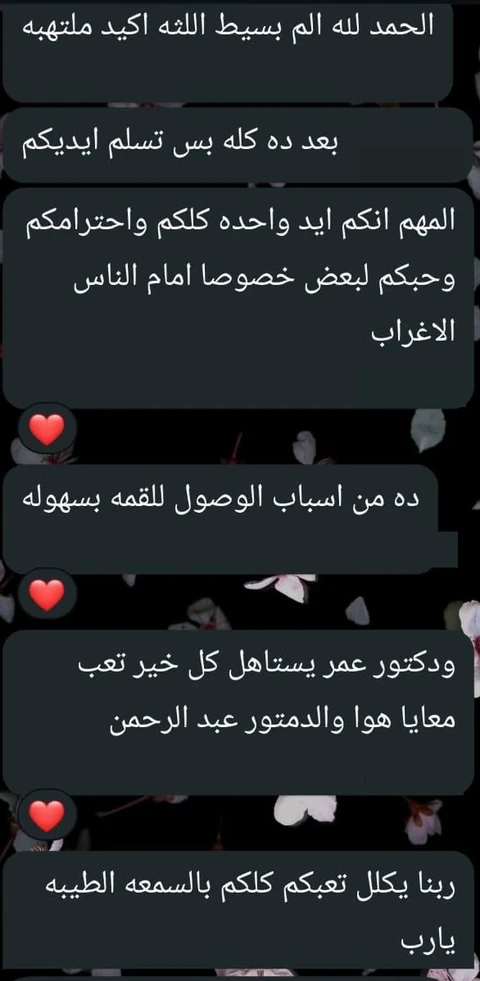 الحمد لله الم بسيط اللثه اكيد ملتهبه
بعد ده كله بس تسلم ايديكم
المهم انكم ايد واحده كلكم واحترامكم
وحبكم لبعض خصوصا امام الناس
الاغراب
ده من اسباب الوصول للقمه بسهوله
ودكتور عمر يستاهل كل خير تعب
معايا هوا والدمتور عبد الرحمن
ربنا يكلل تعبكم كلكم بالسمعه الطيبه
يارب